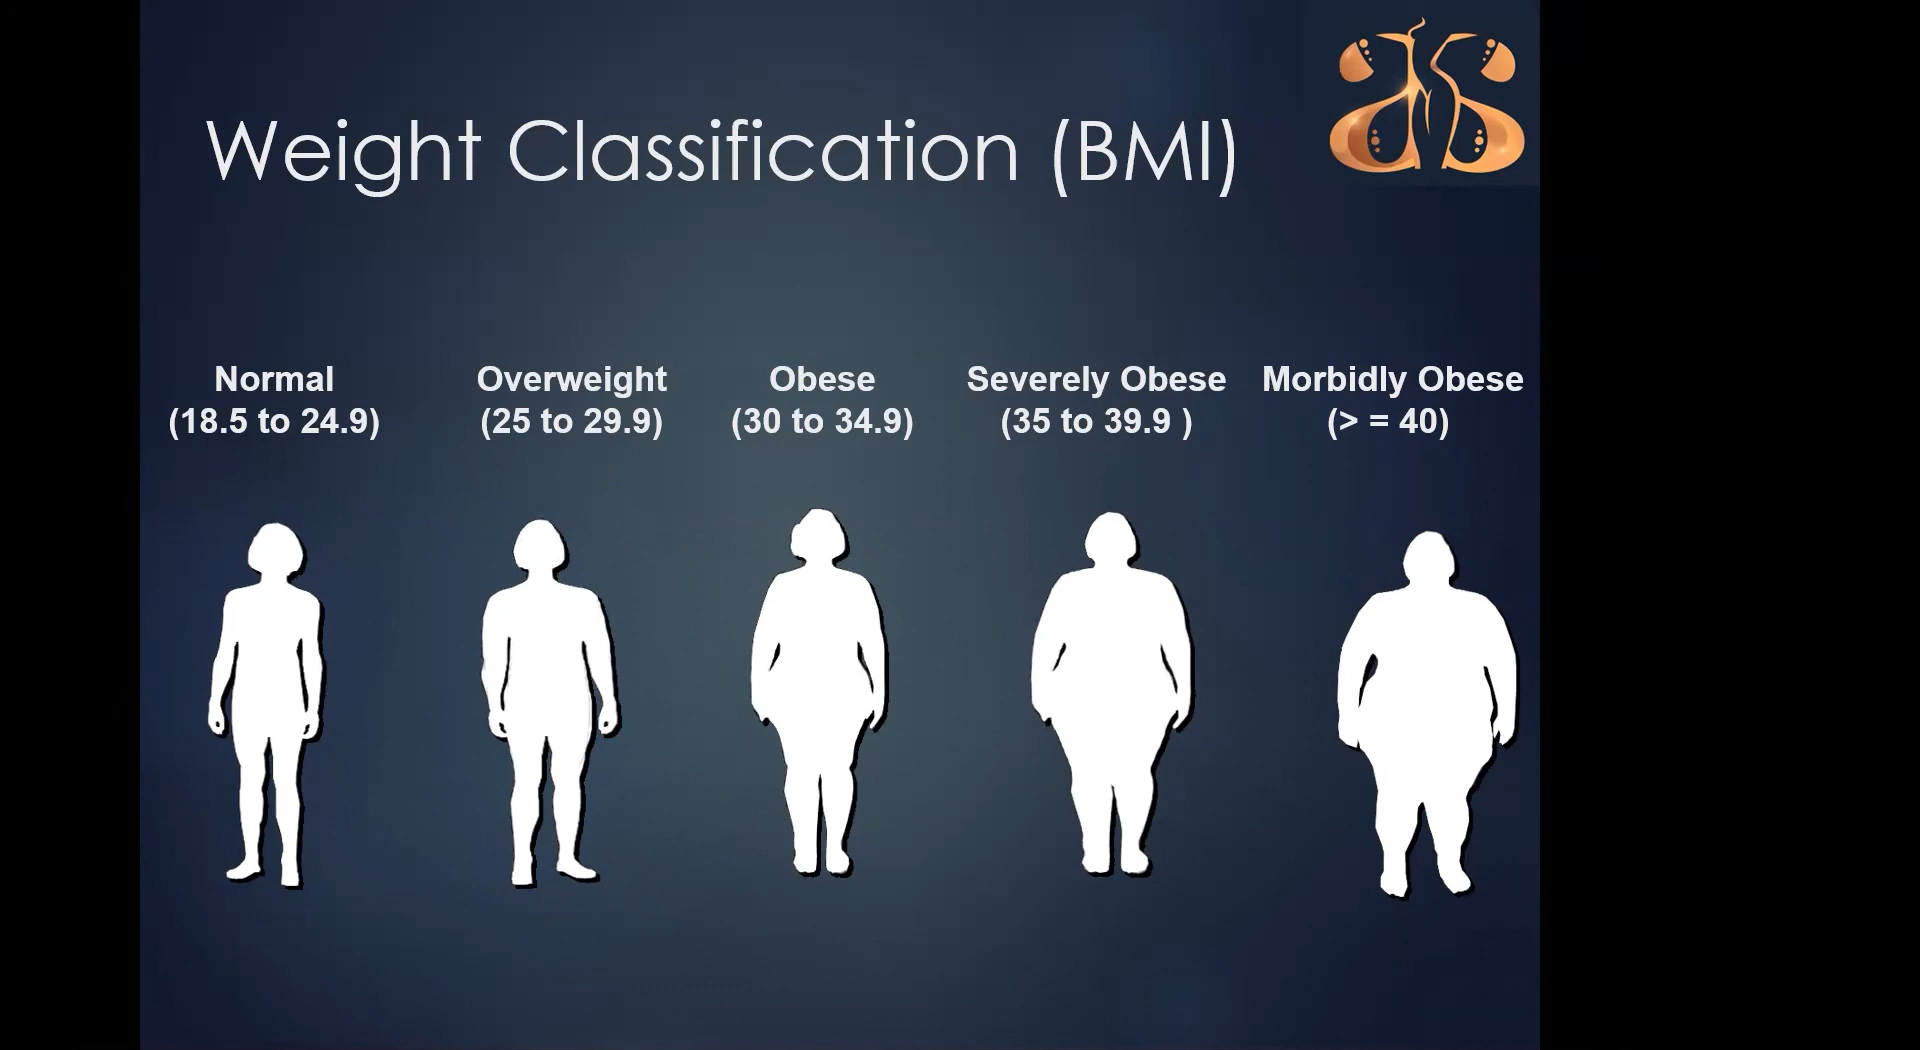 Weight Classification (BMI)
Normal
(18.5 to 24.9)
Overweight
(25 to 29.9)
Obese
(30 to 34.9)
Severely Obese
(35 to 39.9 )
Morbidly Obese
(> = 40)